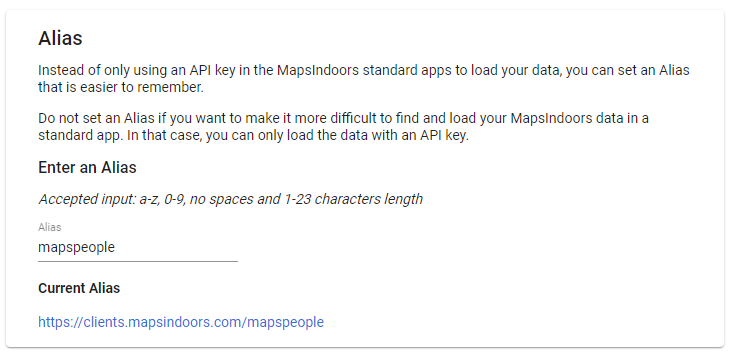 Alias
Instead of only using an API key in the MapsIndoors standard apps to load your data, you can set an Alias
that is easier to remember.
Do not set an Alias if you want to make it more difficult to find and load your MapsIndoors data in a
standard app. In that case, you can only load the data with an API key.
Enter an Alias
Accepted input: a-z, 0-9, no spaces and 1-23 characters length
Alias
mapspeople
Current Alias
https://clients.mapsindoors.com/mapspeople